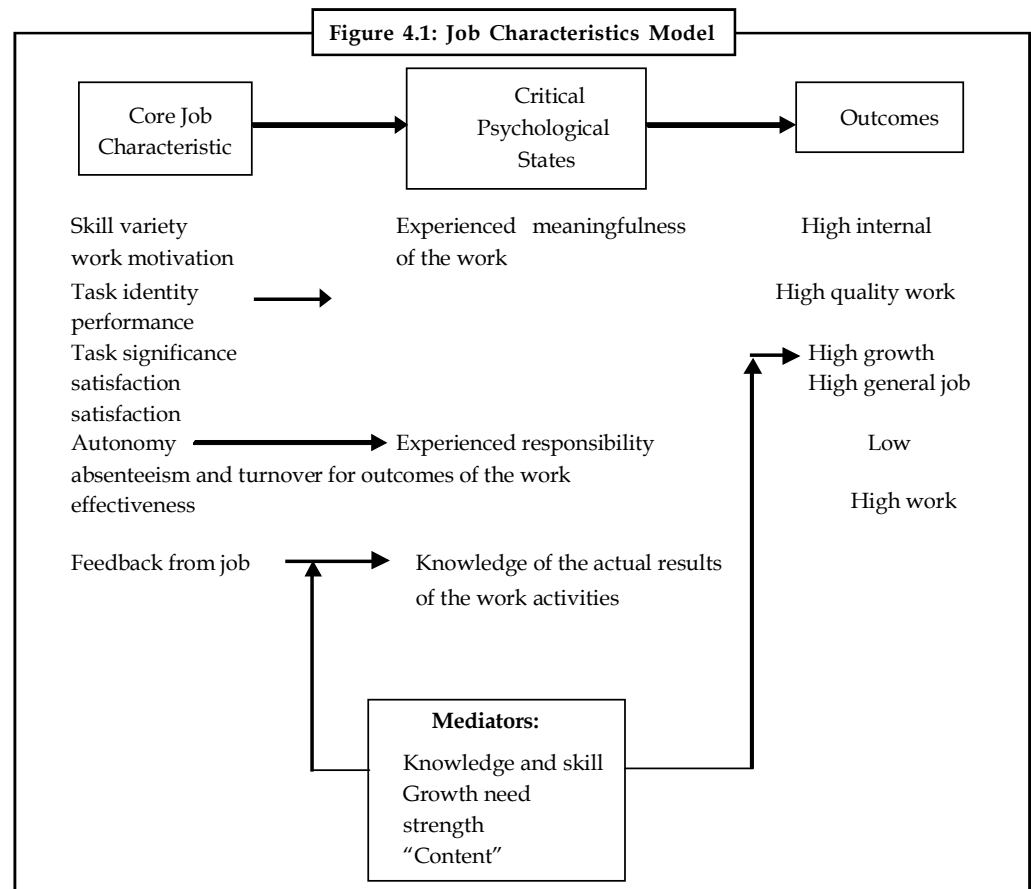 Figure 4.1: Job Characteristics Model
Core Job
Characteristic
Critical
Psychological
States
Outcomes
Skill variety Experienced meaningfulness High internal
work motivation of the work
Task identity High quality work
performance
Task significance High growth
satisfaction High general job
satisfaction
Autonomy Experienced responsibility Low
absenteeism and turnover for outcomes of the work
effectiveness High work
Feedback from job Knowledge of the actual results
of the work activities
Mediators:
Knowledge and skill
Growth need
strength
“Content”